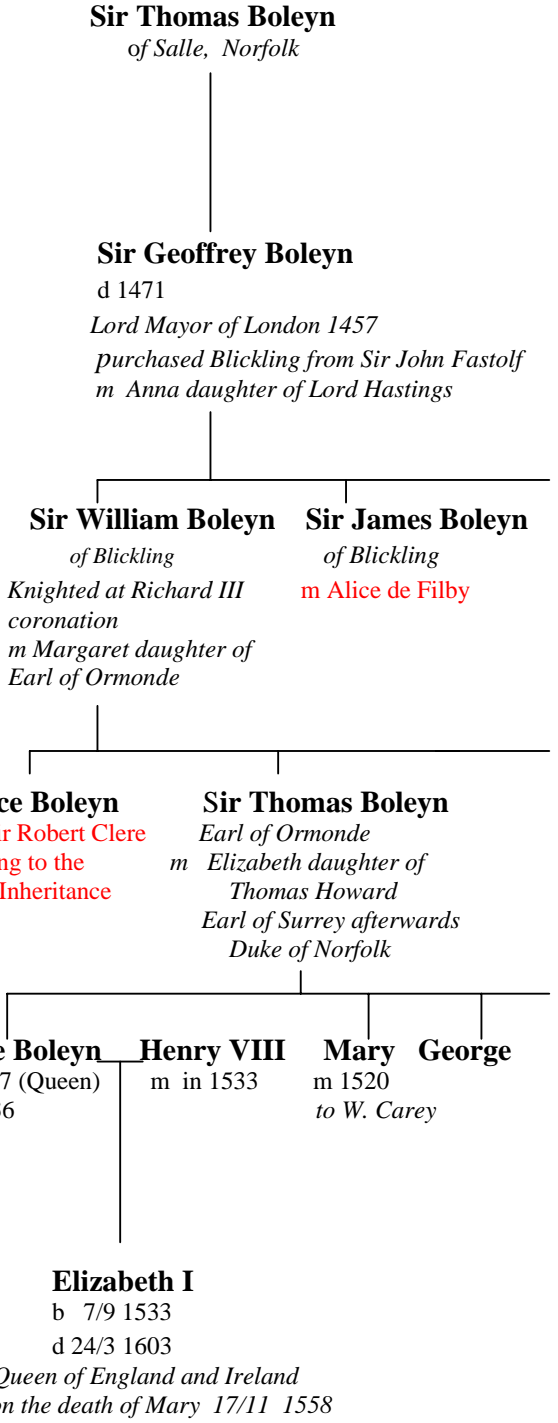 Sir Thomas Boleyn
of Salle, Norfolk
Sir Geoffrey Boleyn
d 1471
Lord Mayor of London 1457
purchased Blickling from Sir John Fastolf
m Anna daughter of Lord Hastings
Sir William Boleyn
of Blickling
Knighted at Richard III
coronation
m Margaret daughter of
Earl of Ormonde
Sir James Boleyn
of Blickling
m Alice de Filby
Boleyn
Robert Clere
to the
Inheritance
Sir Thomas Boleyn
Earl of Ormonde
m Elizabeth daughter of
Thomas Howard
Earl of Surrey afterwards
Duke of Norfolk
Boleyn
(Queen)
Henry VIII
m in 1533
Mary
m 1520
to W. Carey
George
Elizabeth I
b 7/9 1533
d 24/3 1603
Queen of England and Ireland
on the death of Mary 17/11 1558